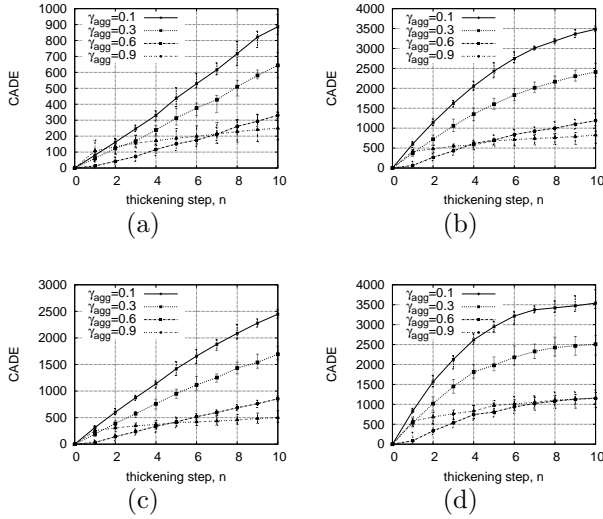 1000
900
800
700
600
500
400
300
200
100
0
CADE
γagg=0.1
γagg=0.3
γagg=0.6
γagg=0.9
0 2 4 6 8 10
thickening step, n
(a)
4000
3500
3000
2500
2000
1500
1000
500
0
CADE
γagg=0.1
γagg=0.3
γagg=0.6
γagg=0.9
0 2 4 6 8 10
thickening step, n
(b)
3000
2500
2000
1500
1000
500
0
CADE
γagg=0.1
γagg=0.3
γagg=0.6
γagg=0.9
0 2 4 6 8 10
thickening step, n
(c)
4000
3500
3000
2500
2000
1500
1000
500
0
CADE
γagg=0.1
γagg=0.3
γagg=0.6
γagg=0.9
0 2 4 6 8 10
thickening step, n
(d)